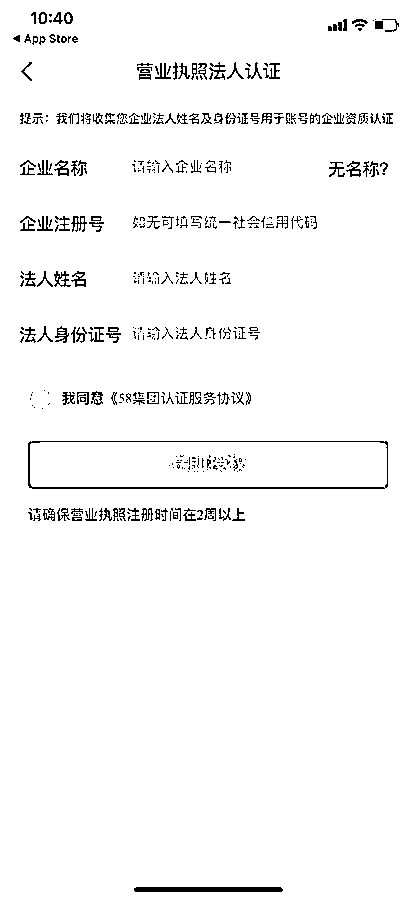 10:40
App Store
营业执照法人认证
提示：我们将收集您企业法人姓名及身份证号用于账号的企业资质认证
企业名称 请输入企业名称 无名称?
企业注册号 如无可填写统一社会信用代码
法人姓名 请输入法人姓名
法人身份证号 请输入法人身份证号
我同意《58集团认证服务协议》
请确保营业执照注册时间在2周以上